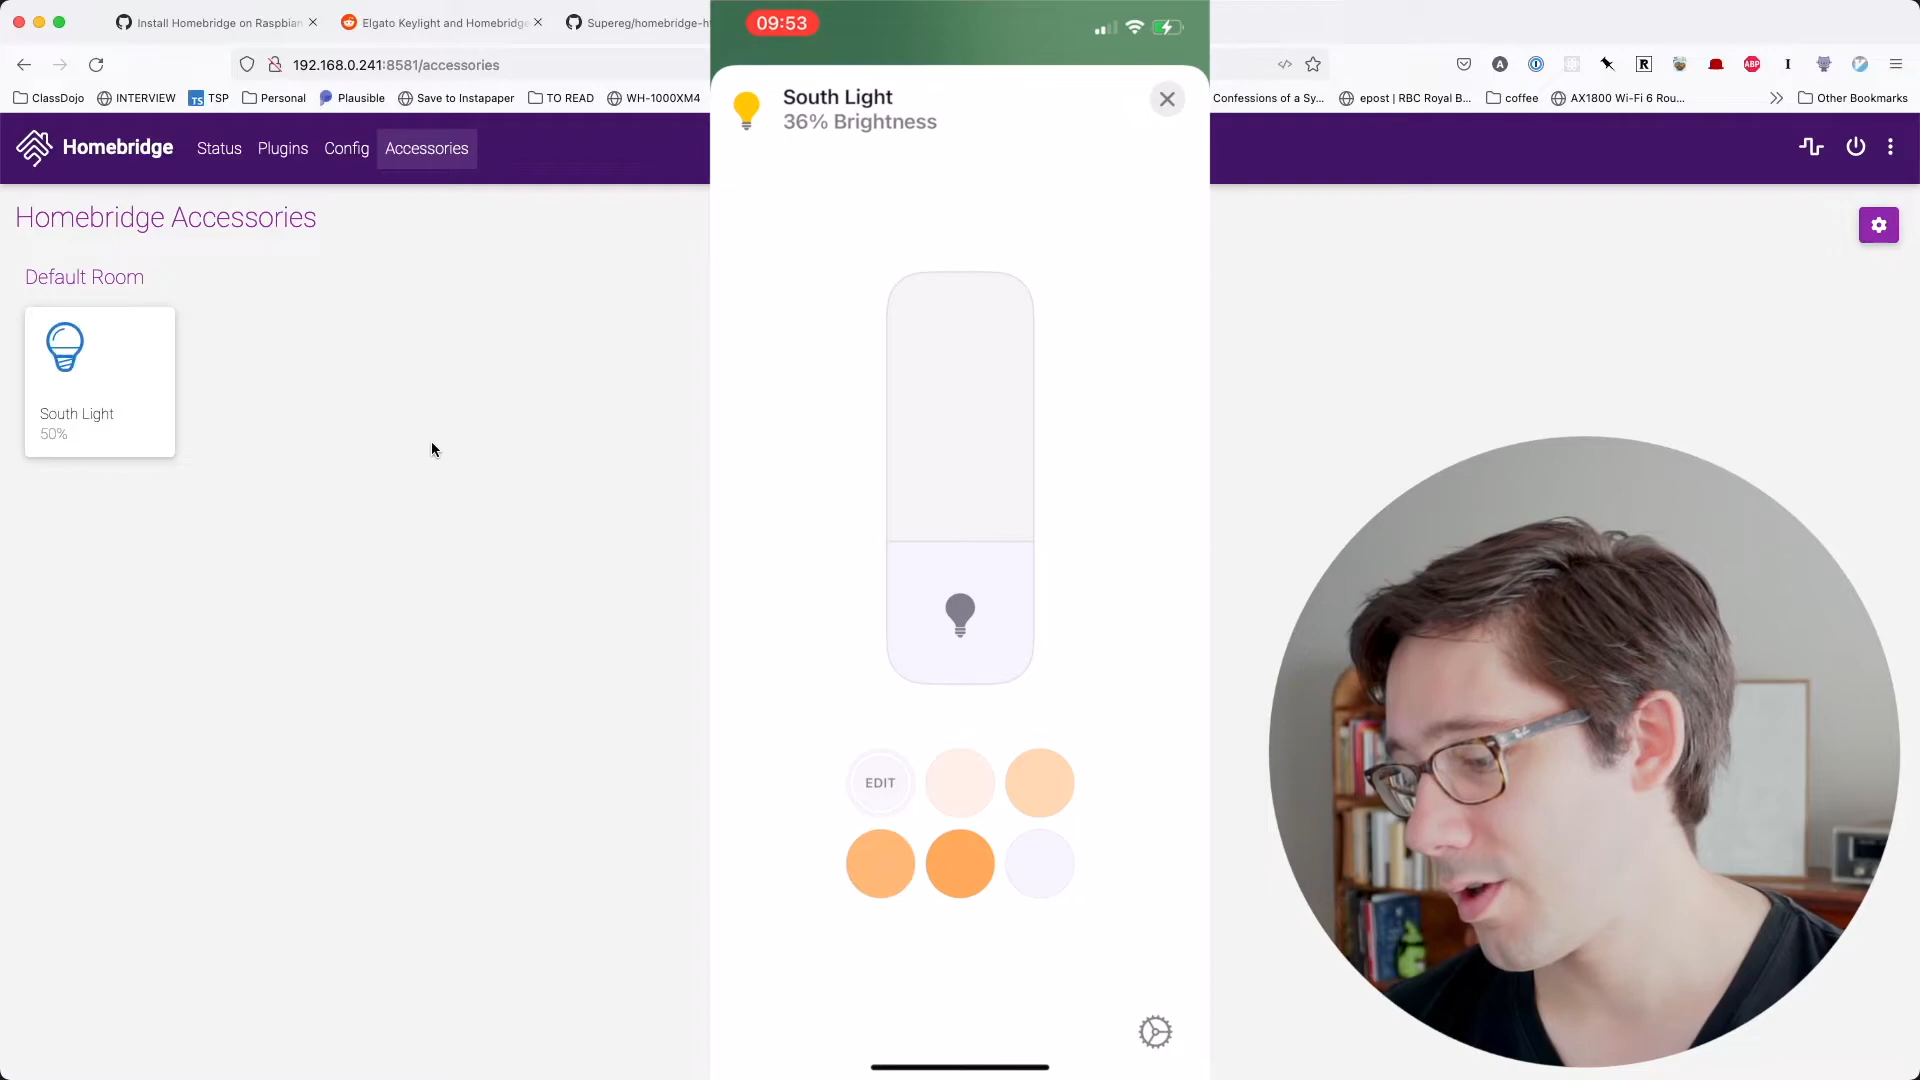 Install Homebridge on Raspbian
Elgato Keylight and Homebridge
Supereg/homebridge-h
192.168.0.241:8581/accessories
ABP
ClassDojo
INTERVIEW
TS TSP
Personal
Plausible
Save to Instapaper
TO READ
WH-1000XM4
Confessions of a Sy...
epost | RBC Royal B...
coffee
AX1800 Wi-Fi 6 Rou...
Other Bookmarks
Homebridge
Status
Plugins
Config
Accessories
Homebridge Accessories
Default Room
South Light
50%
09:53
South Light
36% Brightness
EDIT